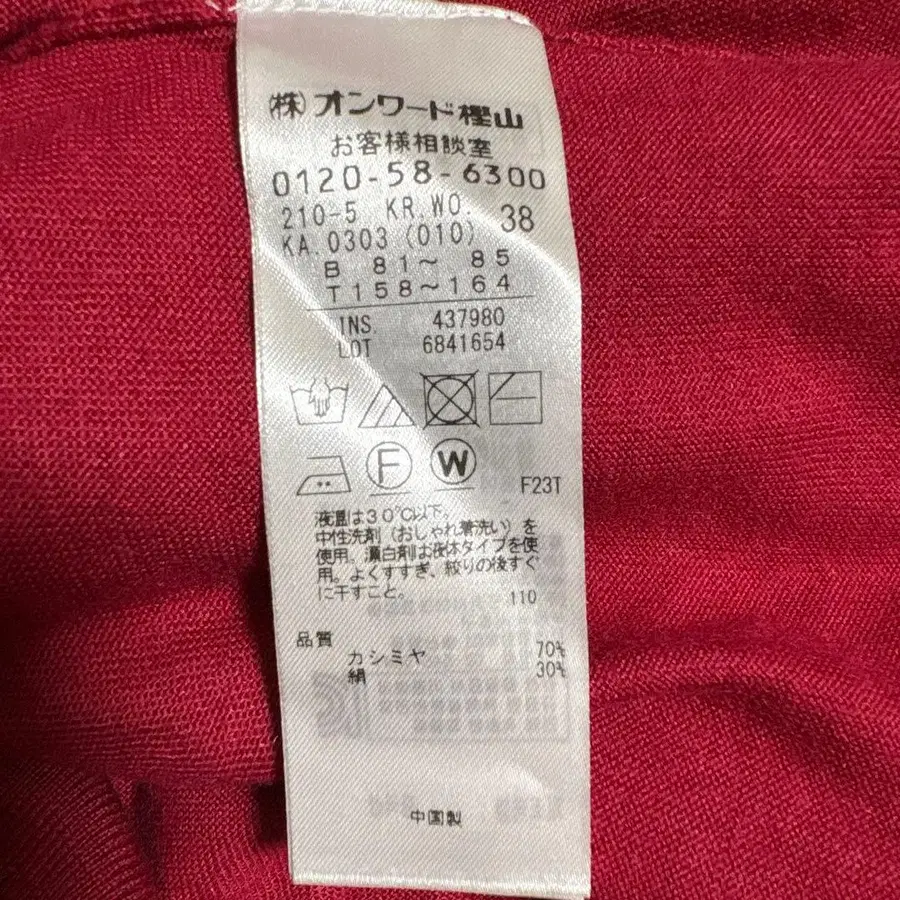 ㈱オンワード樫山
お客様相談室
0120-58-6300
210-5 KR.WO. 38
KA.0303 (010)
B 81～ 85
T158～164
INS 437980
LOT 6841654
F
W
F23T
液温は30℃以下。
中性洗剤（おしゃれ着洗い）を
使用。漂白剤は液体タイプを使
用。よくすすぎ、絞りの後すぐ
に干すこと。
110
品質
カシミヤ 70%
絹 30%
中国製